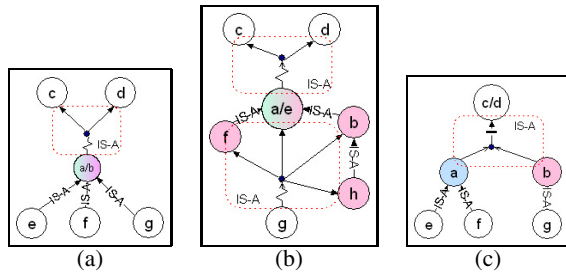 c d
IS-A
a/b
IS-A IS-A IS-A
e f g
(a)
c d
IS-A
a/e
IS-A IS-A
f b
IS-A
h
IS-A
g
(b)
c/d
IS-A
a b
IS-A IS-A IS-A
e f g
(c)